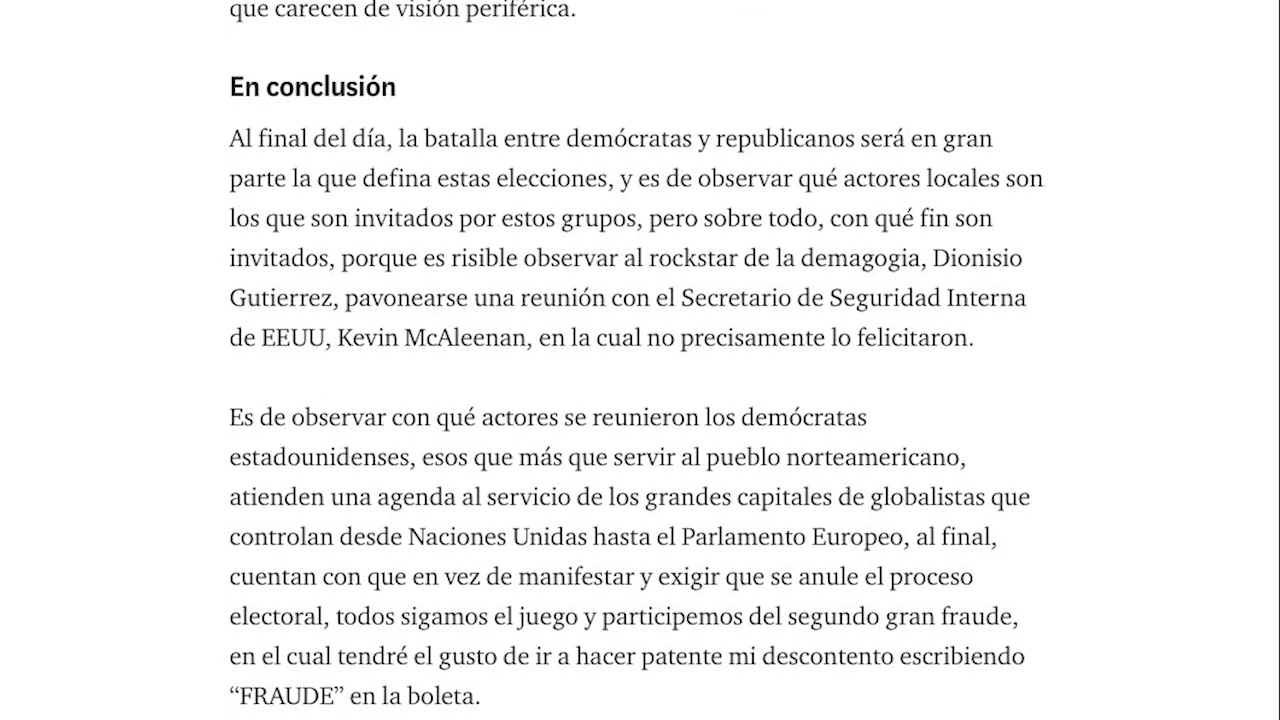 que carecen de visión periférica.
En conclusión
Al final del día, la batalla entre demócratas y republicanos será en gran
parte la que defina estas elecciones, y es de observar qué actores locales son
los que son invitados por estos grupos, pero sobre todo, con qué fin son
invitados, porque es risible observar al rockstar de la demagogia, Dionisio
Gutierrez, pavonearse una reunión con el Secretario de Seguridad Interna
de EEUU, Kevin McAleenan, en la cual no precisamente lo felicitaron.
Es de observar con qué actores se reunieron los demócratas
estadounidenses, esos que más que servir al pueblo norteamericano,
atienden una agenda al servicio de los grandes capitales de globalistas que
controlan desde Naciones Unidas hasta el Parlamento Europeo, al final,
cuentan con que en vez de manifestar y exigir que se anule el proceso
electoral, todos sigamos el juego y participemos del segundo gran fraude,
en el cual tendré el gusto de ir a hacer patente mi descontento escribiendo
“FRAUDE” en la boleta.